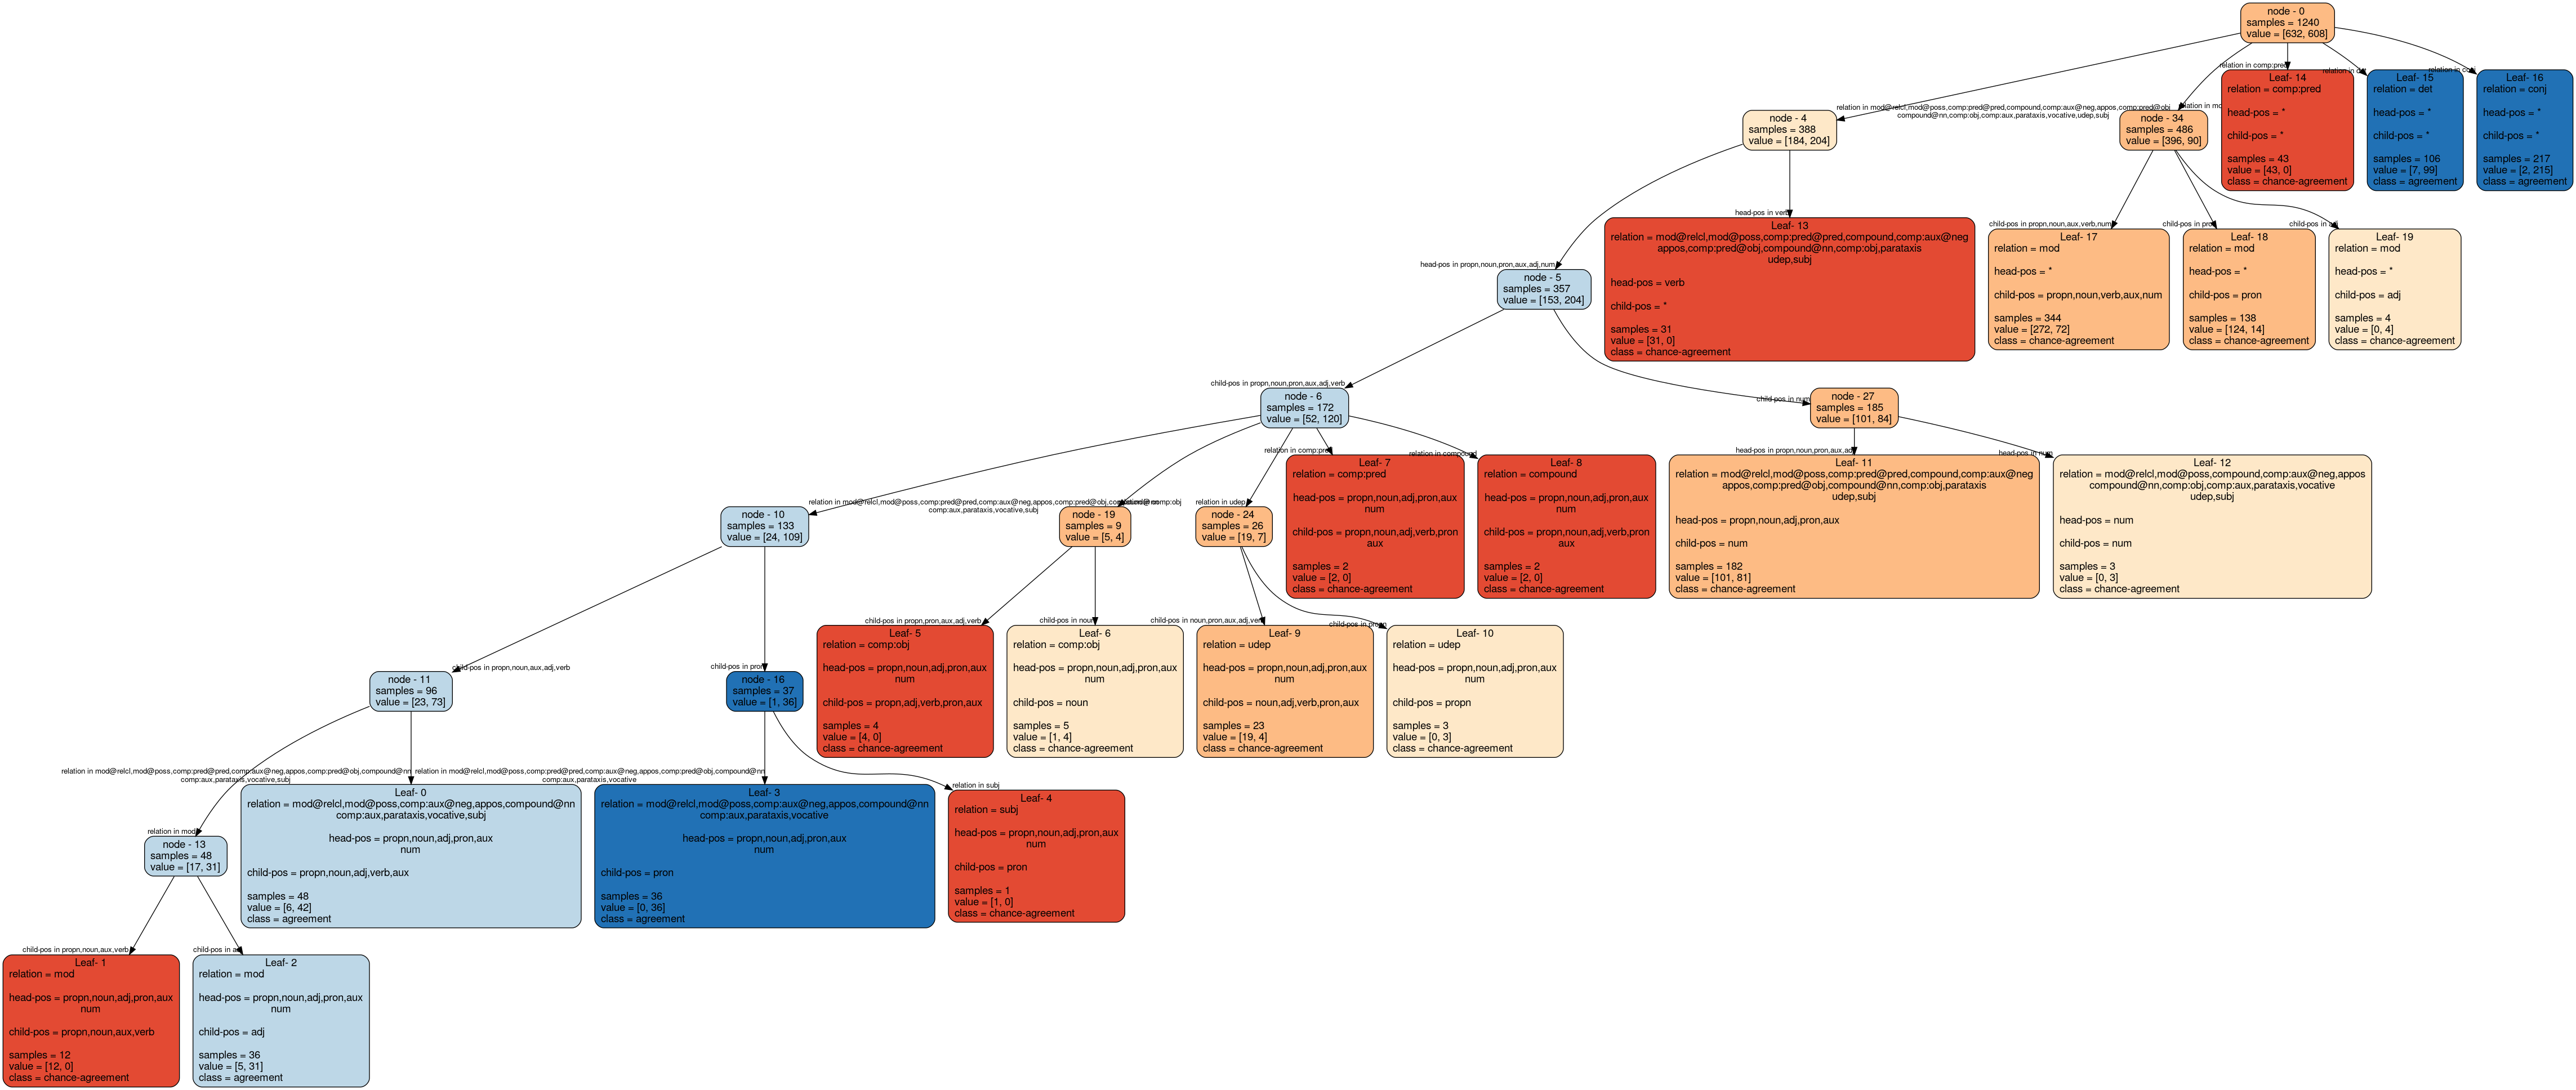 node - 0
samples = 1240
value = [632, 608]
relation in mod@relcl,mod@poss,comp:pred@pred,compound,comp:aux@neg,appos,comp:pred@obj
compound@nn,comp:obj,comp:aux,parataxis,vocative,udep,subj
node - 4
samples = 388
value = [184, 204]
node - 34
samples = 486
value = [396, 90]
relation in comp:pred
Leaf- 14
relation = comp:pred
head-pos = *
child-pos = *
samples = 43
value = [43, 0]
class = chance-agreement
Leaf- 15
relation = det
head-pos = *
child-pos = *
samples = 106
value = [7, 99]
class = agreement
Leaf- 16
relation = conj
head-pos = *
child-pos = *
samples = 217
value = [2, 215]
class = agreement
head-pos in propn,noun,pron,aux,adj,num
node - 5
samples = 357
value = [153, 204]
head-pos in verb
Leaf- 13
relation = mod@relcl,mod@poss,comp:pred@pred,compound,comp:aux@neg
appos,comp:pred@obj,compound@nn,comp:obj,parataxis
udep,subj
head-pos = verb
child-pos = *
samples = 31
value = [31, 0]
class = chance-agreement
child-pos in propn,noun,aux,verb,num
Leaf- 17
relation = mod
head-pos = *
child-pos = propn,noun,verb,aux,num
samples = 344
value = [272, 72]
class = chance-agreement
child-pos in pron
Leaf- 18
relation = mod
head-pos = *
child-pos = pron
samples = 138
value = [124, 14]
class = chance-agreement
child-pos in adj
Leaf- 19
relation = mod
head-pos = *
child-pos = adj
samples = 4
value = [0, 4]
class = chance-agreement
child-pos in propn,noun,pron,aux,adj,verb
node - 6
samples = 172
value = [52, 120]
child-pos in num
node - 27
samples = 185
value = [101, 84]
relation in mod@relcl,mod@poss,comp:pred@pred,comp:aux@neg,appos,comp:pred@obj,
comp:aux,parataxis,vocative,subj
node - 10
samples = 133
value = [24, 109]
comp:obj
node - 19
samples = 9
value = [5, 4]
relation in udep
node - 24
samples = 26
value = [19, 7]
relation in comp:pred
Leaf- 7
relation = comp:pred
head-pos = propn,noun,adj,pron,aux
num
child-pos = propn,noun,adj,verb,pron
aux
samples = 2
value = [2, 0]
class = chance-agreement
relation in compound
Leaf- 8
relation = compound
head-pos = propn,noun,adj,pron,aux
num
child-pos = propn,noun,adj,verb,pron
aux
samples = 2
value = [2, 0]
class = chance-agreement
head-pos in propn,noun,pron,aux,adj
Leaf- 11
relation = mod@relcl,mod@poss,comp:pred@pred,compound,comp:aux@neg
appos,comp:pred@obj,compound@nn,comp:obj,parataxis
udep,subj
head-pos = propn,noun,adj,pron,aux
child-pos = num
samples = 182
value = [101, 81]
class = chance-agreement
head-pos in num
Leaf- 12
relation = mod@relcl,mod@poss,compound,comp:aux@neg,appos
compound@nn,comp:obj,comp:aux,parataxis,vocative
udep,subj
head-pos = num
child-pos = num
samples = 3
value = [0, 3]
class = chance-agreement
child-pos in propn,noun,aux,adj,verb
node - 11
samples = 96
value = [23, 73]
child-pos in pron
node - 16
samples = 37
value = [1, 36]
child-pos in propn,pron,aux,adj,verb
Leaf- 5
relation = comp:obj
head-pos = propn,noun,adj,pron,aux
num
child-pos = propn,adj,verb,pron,aux
samples = 4
value = [4, 0]
class = chance-agreement
child-pos in noun
Leaf- 6
relation = comp:obj
head-pos = propn,noun,adj,pron,aux
num
child-pos = noun
samples = 5
value = [1, 4]
class = chance-agreement
child-pos in noun,pron,aux,adj,verb
Leaf- 9
relation = udep
head-pos = propn,noun,adj,pron,aux
num
child-pos = noun,adj,verb,pron,aux
samples = 23
value = [19, 4]
class = chance-agreement
child-pos in propn
Leaf- 10
relation = udep
head-pos = propn,noun,adj,pron,aux
num
child-pos = propn
samples = 3
value = [0, 3]
class = chance-agreement
relation in mod
node - 13
samples = 48
value = [17, 31]
relation in mod@relcl,mod@poss,comp:pred@pred,comp:aux@neg,appos,comp:pred@obj,compound@nn
comp:aux,parataxis,vocative,subj
Leaf- 0
relation = mod@relcl,mod@poss,comp:aux@neg,appos,compound@nn
comp:aux,parataxis,vocative,subj
head-pos = propn,noun,adj,pron,aux
num
child-pos = propn,noun,adj,verb,aux
samples = 48
value = [6, 42]
class = agreement
relation in mod@relcl,mod@poss,comp:pred@pred,comp:aux@neg,appos,comp:pred@obj,compound@nn
comp:aux,parataxis,vocative
Leaf- 3
relation = mod@relcl,mod@poss,comp:aux@neg,appos,compound@nn
comp:aux,parataxis,vocative
head-pos = propn,noun,adj,pron,aux
num
child-pos = pron
samples = 36
value = [0, 36]
class = agreement
relation in subj
Leaf- 4
relation = subj
head-pos = propn,noun,adj,pron,aux
num
child-pos = pron
samples = 1
value = [1, 0]
class = chance-agreement
child-pos in propn,noun,aux,verb
Leaf- 1
relation = mod
head-pos = propn,noun,adj,pron,aux
num
child-pos = propn,noun,aux,verb
samples = 12
value = [12, 0]
class = chance-agreement
child-pos in adj
Leaf- 2
relation = mod
head-pos = propn,noun,adj,pron,aux
num
child-pos = adj
samples = 36
value = [5, 31]
class = agreement